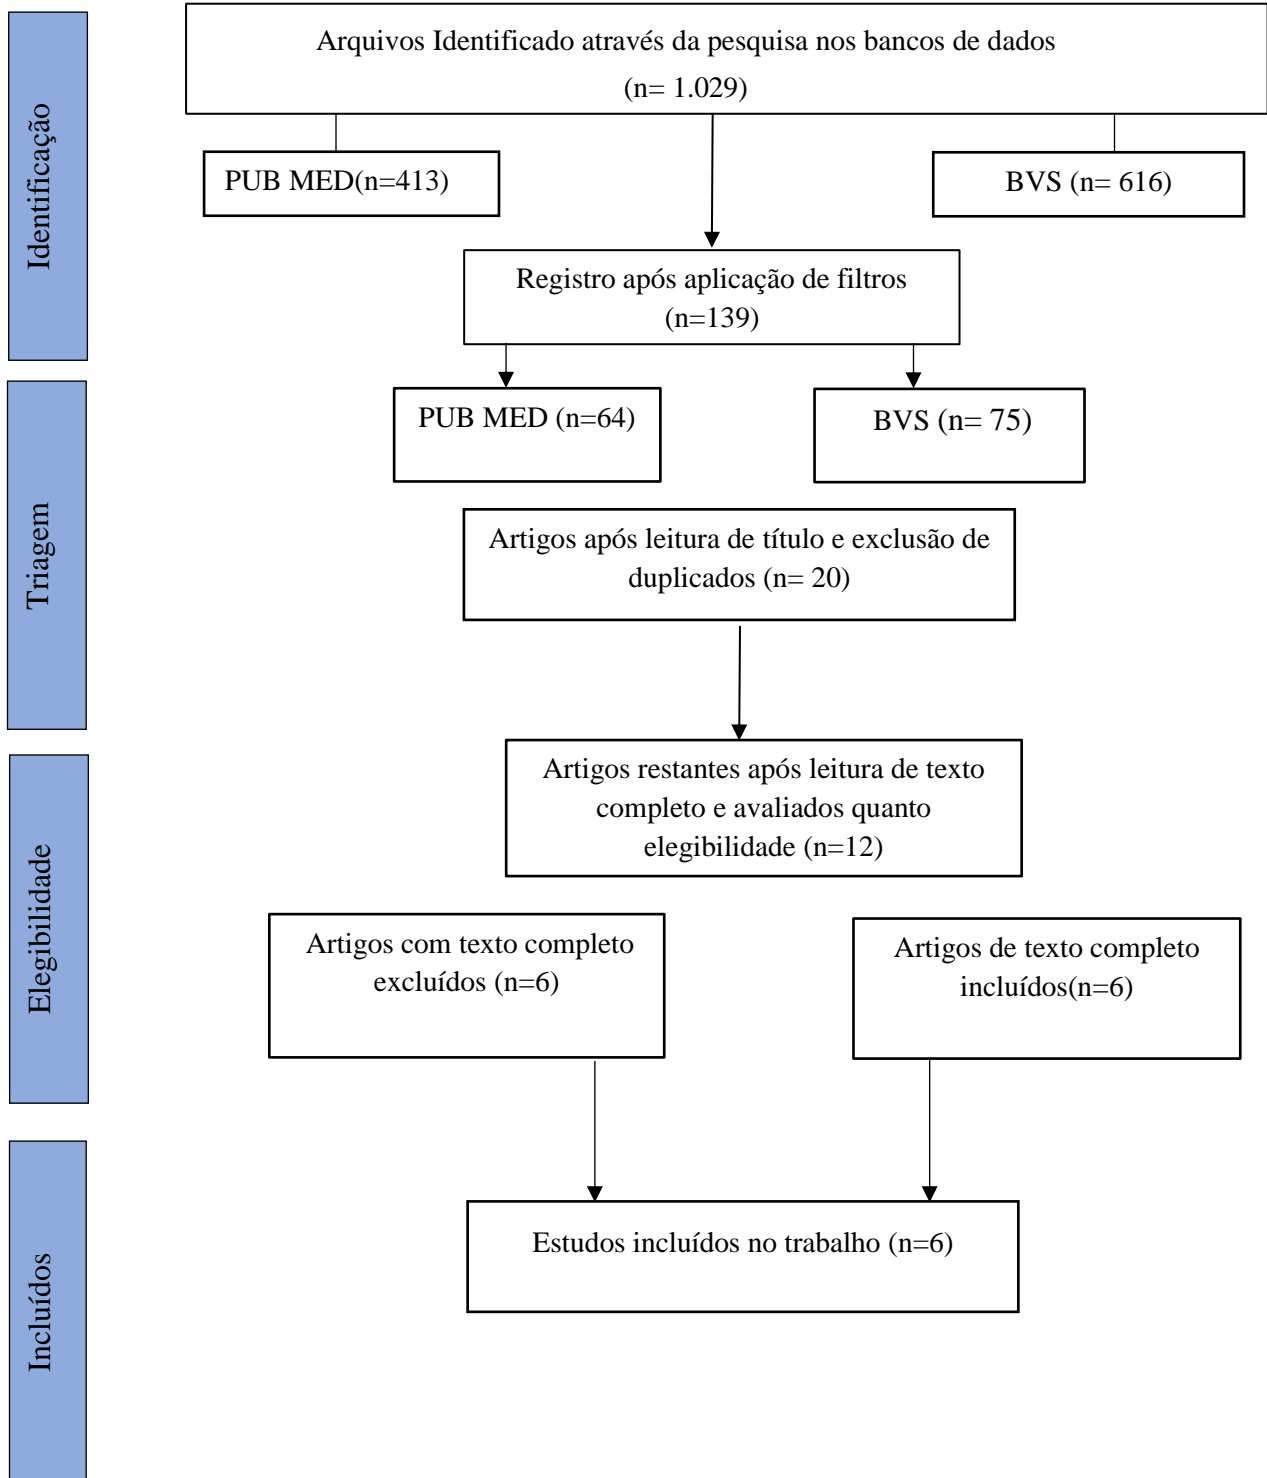 Identificação
Arquivos Identificado através da pesquisa nos bancos de dados
(n= 1.029)
PUB MED(n=413)
BVS (n= 616)
Registro após aplicação de filtros
(n=139)
Triagem
PUB MED (n=64)
BVS (n= 75)
Artigos após leitura de título e exclusão de
duplicados (n= 20)
Elegibilidade
Artigos restantes após leitura de texto
completo e avaliados quanto
elegibilidade (n=12)
Artigos com texto completo
excluídos (n=6)
Artigos de texto completo
incluídos(n=6)
Incluídos
Estudos incluídos no trabalho (n=6)